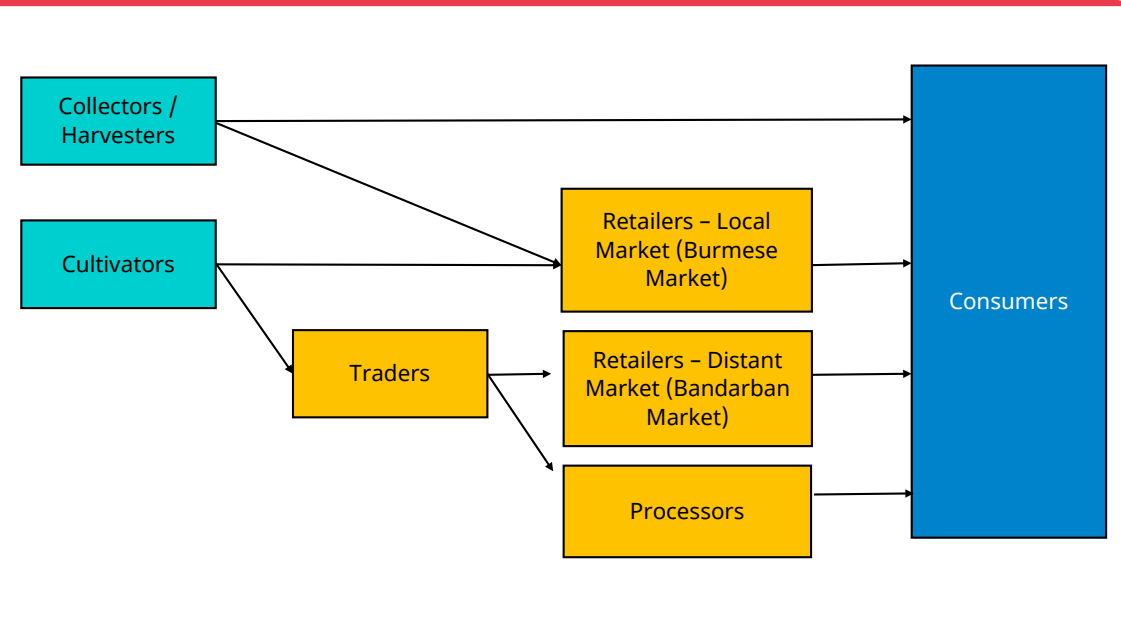 Collectors /
Harvesters
Cultivators
Traders
Retailers – Local
Market (Burmese
Market)
Retailers – Distant
Market (Bandarban
Market)
Processors
Consumers